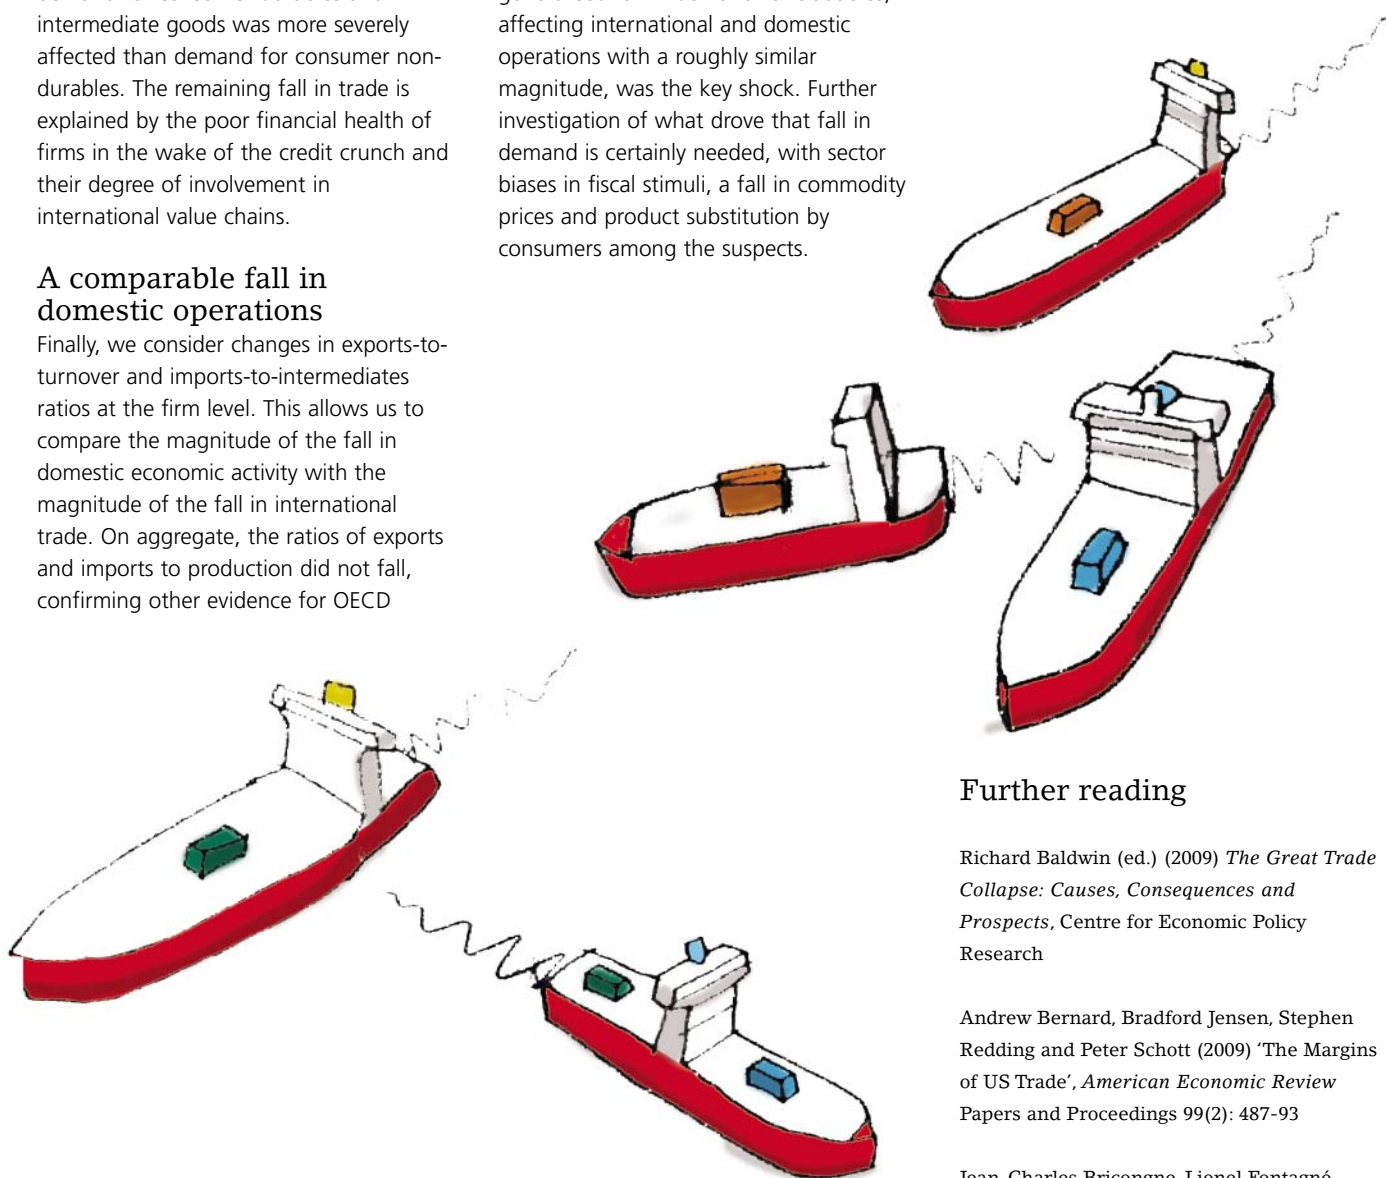 intermediate goods was more severely
affected than demand for consumer non-
durables. The remaining fall in trade is
explained by the poor financial health of
firms in the wake of the credit crunch and
their degree of involvement in
international value chains.
A comparable fall in
domestic operations
Finally, we consider changes in exports-to-
turnover and imports-to-intermediates
ratios at the firm level. This allows us to
compare the magnitude of the fall in
domestic economic activity with the
magnitude of the fall in international
trade. On aggregate, the ratios of exports
and imports to production did not fall,
confirming other evidence for OECD
affecting international and domestic
operations with a roughly similar
magnitude, was the key shock. Further
investigation of what drove that fall in
demand is certainly needed, with sector
biases in fiscal stimuli, a fall in commodity
prices and product substitution by
consumers among the suspects.
Further reading
Richard Baldwin (ed.) (2009) The Great Trade
Collapse: Causes, Consequences and
Prospects, Centre for Economic Policy
Research
Andrew Bernard, Bradford Jensen, Stephen
Redding and Peter Schott (2009) ‘The Margins
of US Trade’, American Economic Review
Papers and Proceedings 99(2): 487-93
Jean-Charles Bricongne, Lionel Fontagné,